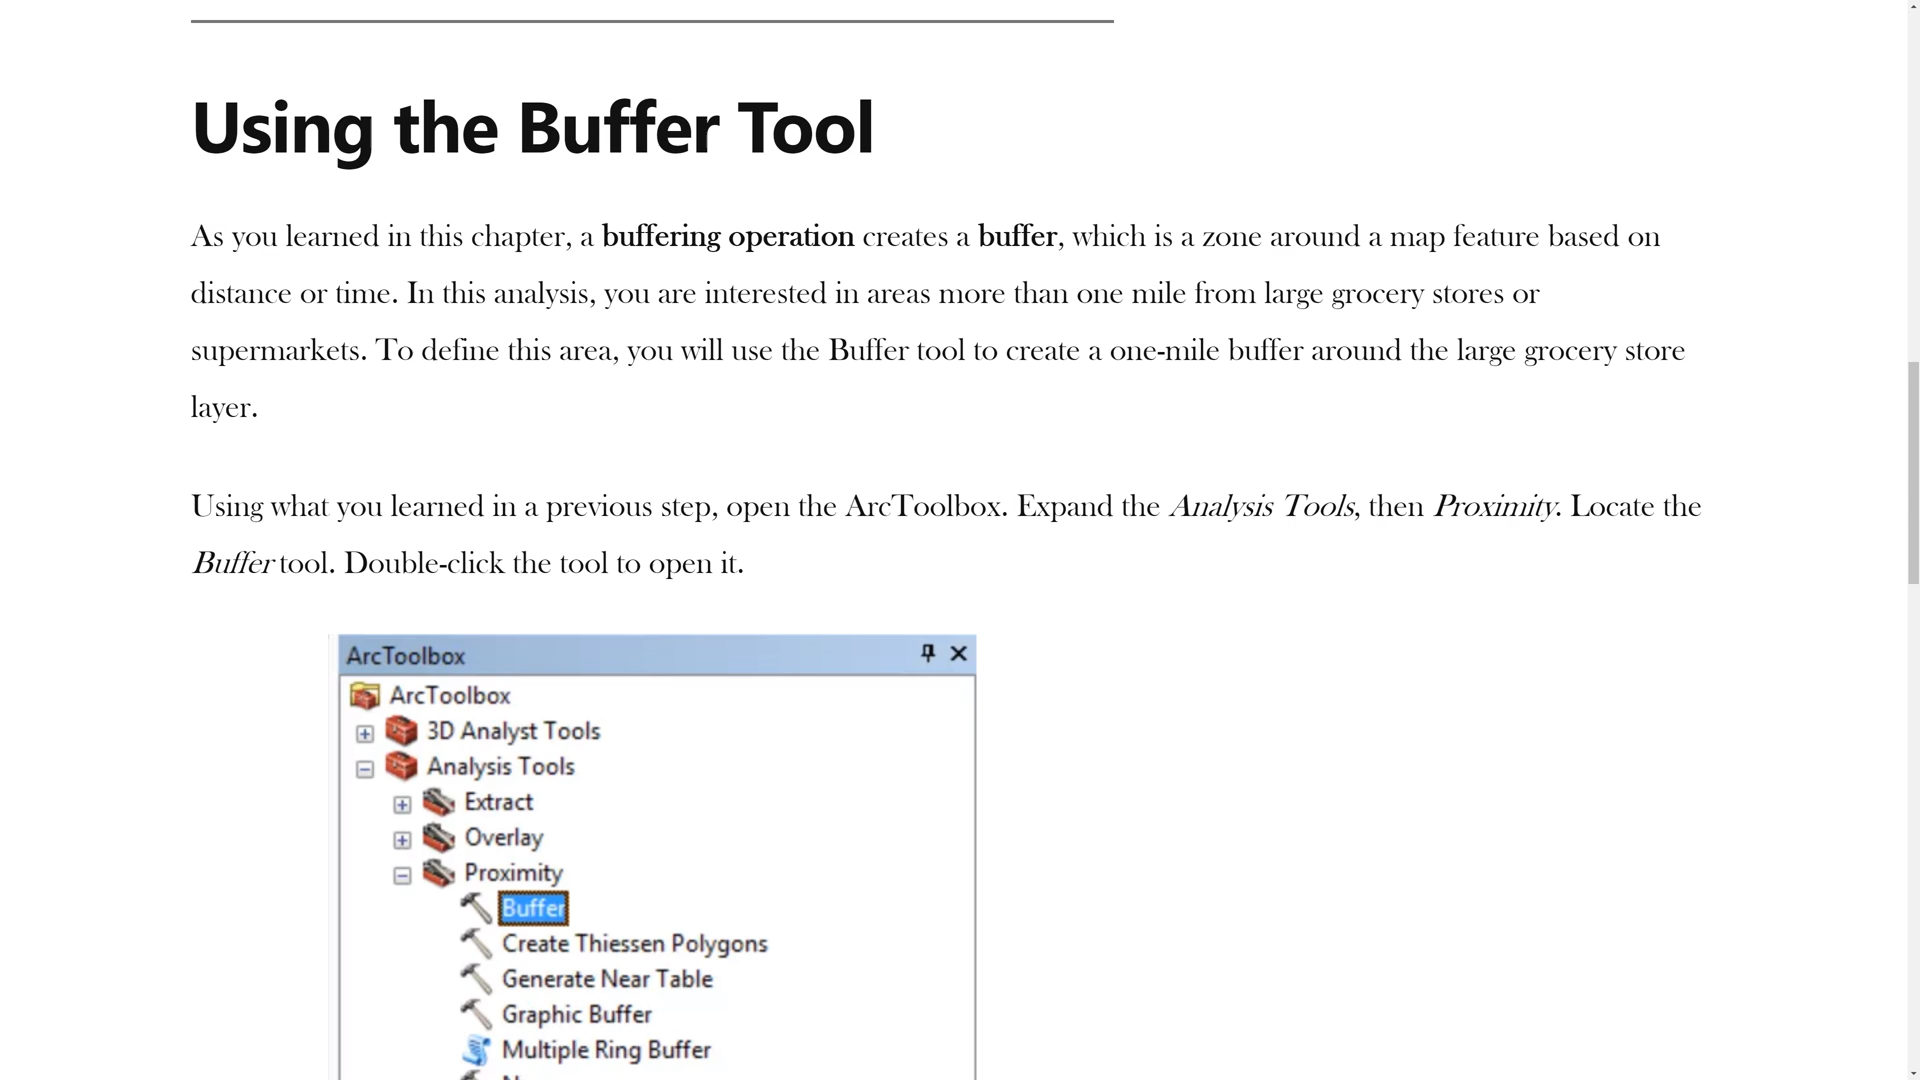 Using the Buffer Tool
As you learned in this chapter, a buffering operation creates a buffer, which is a zone around a map feature based on
distance or time. In this analysis, you are interested in areas more than one mile from large grocery stores or
supermarkets. To define this area, you will use the Buffer tool to create a one-mile buffer around the large grocery store
layer.
Using what you learned in a previous step, open the ArcToolbox. Expand the Analysis Tools, then Proximity. Locate the
Buffer tool. Double-click the tool to open it.
ArcToolbox
ArcToolbox
3D Analyst Tools
Analysis Tools
Extract
Overlay
Proximity
Buffer
Create Thiessen Polygons
Generate Near Table
Graphic Buffer
Multiple Ring Buffer